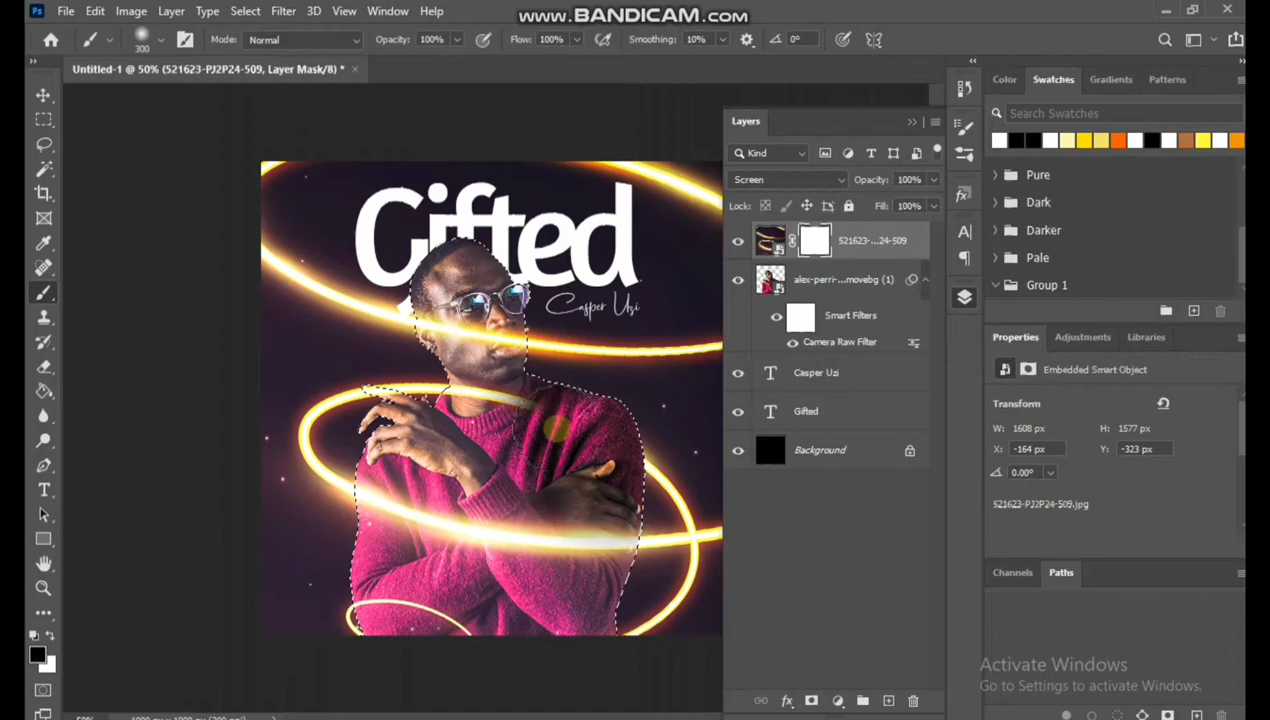 www.BANDICAM.com
Ps File Edit Image Layer Type Select Filter 3D View Window Help
300 Mode: Normal Opacity: 100% Flow: 100% Smoothing: 10% 0°
Untitled-1 @ 50% (521623-PJ2P24-509, Layer Mask/8) *
Color Swatches Gradients Patterns
Search Swatches
Pure
Dark
Darker
Pale
Group 1
Layers
Kind
Screen Opacity: 100%
Lock: Fill: 100%
521623-...24-509
alex-perri-...movebg (1)
Smart Filters
Camera Raw Filter
Casper Uzi
Gifted
Background
Gifted
Casper Uzi
Properties Adjustments Libraries
Embedded Smart Object
Transform
W: 1608 px H: 1577 px
X: -164 px Y: -323 px
0.00°
521623-PJ2P24-509.jpg
Channels Paths
Activate Windows
Go to Settings to activate Windows.